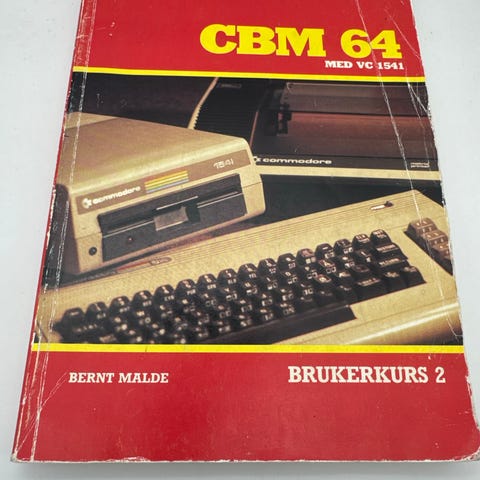 CBM 64
MED VC 1541
commodore
1541
commodore
BERNT MALDE
BRUKERKURS 2